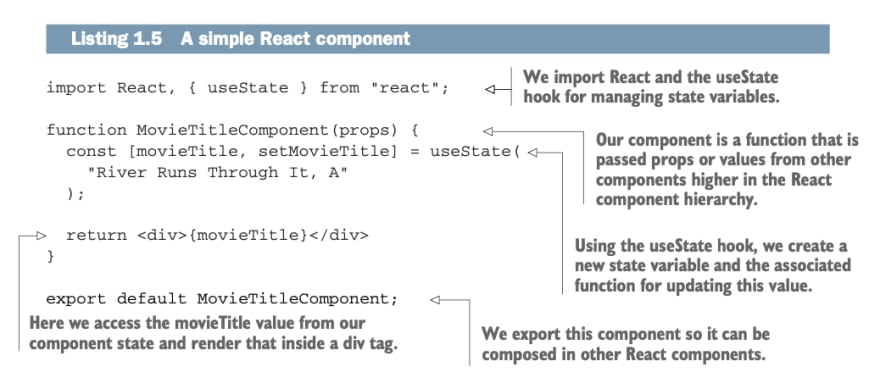 Listing 1.5 A simple React component
import React, { useState } from "react";
We import React and the useState
hook for managing state variables.
function MovieTitleComponent(props) {
const [movieTitle, setMovieTitle] = useState(
"River Runs Through It, A"
);
Our component is a function that is
passed props or values from other
components higher in the React
component hierarchy.
return <div>{movieTitle}</div>
}
Using the useState hook, we create a
new state variable and the associated
function for updating this value.
export default MovieTitleComponent;
Here we access the movieTitle value from our
component state and render that inside a div tag.
We export this component so it can be
composed in other React components.